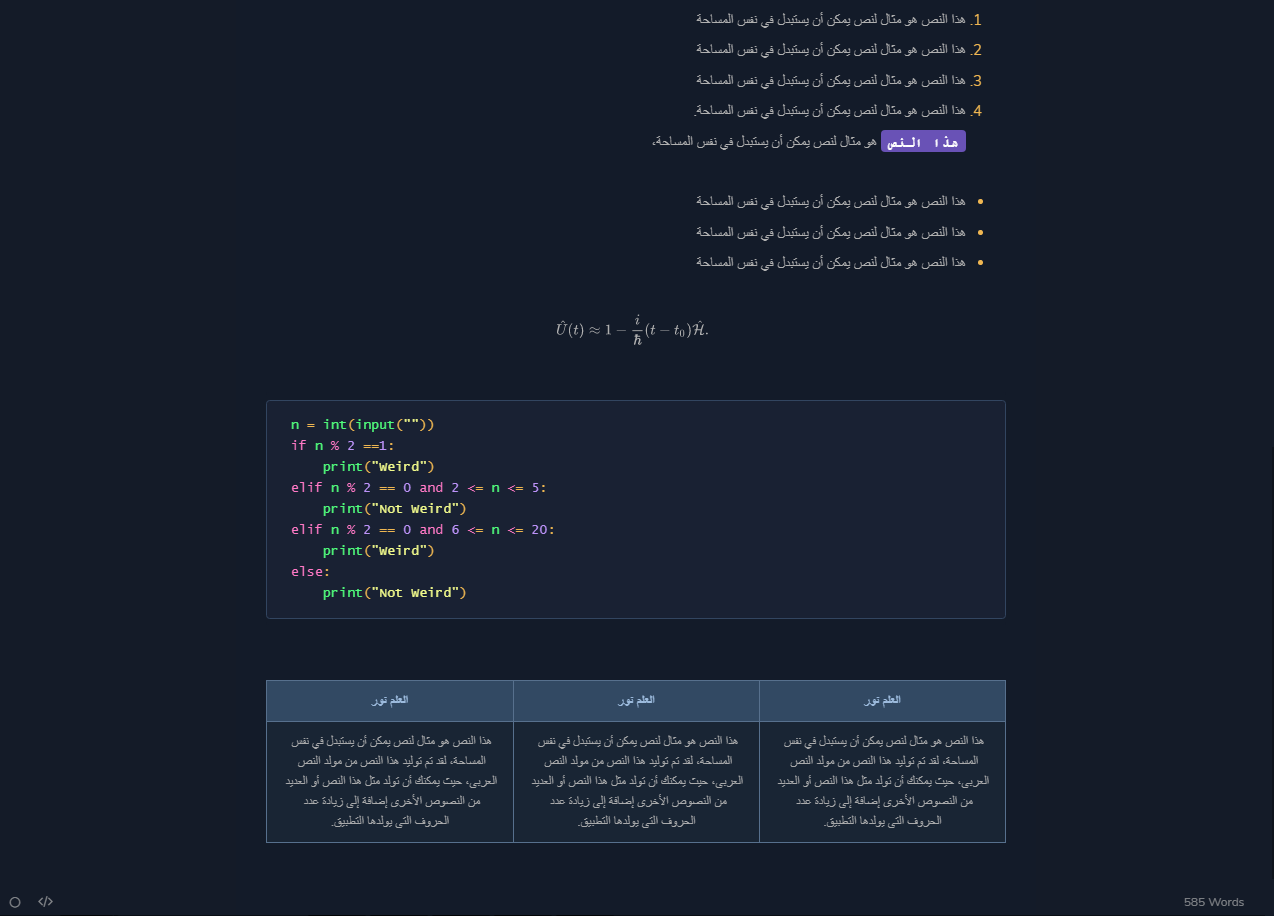 1. هذا النص هو مثال لنص يمكن أن يستبدل في نفس المساحة
2. هذا النص هو مثال لنص يمكن أن يستبدل في نفس المساحة
3. هذا النص هو مثال لنص يمكن أن يستبدل في نفس المساحة
4. هذا النص هو مثال لنص يمكن أن يستبدل في نفس المساحة.
هذا النص هو مثال لنص يمكن أن يستبدل في نفس المساحة،
• هذا النص هو مثال لنص يمكن أن يستبدل في نفس المساحة
• هذا النص هو مثال لنص يمكن أن يستبدل في نفس المساحة
• هذا النص هو مثال لنص يمكن أن يستبدل في نفس المساحة
Û(t) ≈ 1 − i/ħ (t − t₀)Ĥ.
n = int(input(""))
if n % 2 ==1:
    print("Weird")
elif n % 2 == 0 and 2 <= n <= 5:
    print("Not Weird")
elif n % 2 == 0 and 6 <= n <= 20:
    print("Weird")
else:
    print("Not Weird")
العلم نور العلم نور العلم نور
هذا النص هو مثال لنص يمكن أن يستبدل في نفس
المساحة، لقد تم توليد هذا النص من مولد النص
العربى، حيث يمكنك أن تولد مثل هذا النص أو العديد
من النصوص الأخرى إضافة إلى زيادة عدد
الحروف التى يولدها التطبيق.
هذا النص هو مثال لنص يمكن أن يستبدل في نفس
المساحة، لقد تم توليد هذا النص من مولد النص
العربى، حيث يمكنك أن تولد مثل هذا النص أو العديد
من النصوص الأخرى إضافة إلى زيادة عدد
الحروف التى يولدها التطبيق.
هذا النص هو مثال لنص يمكن أن يستبدل في نفس
المساحة، لقد تم توليد هذا النص من مولد النص
العربى، حيث يمكنك أن تولد مثل هذا النص أو العديد
من النصوص الأخرى إضافة إلى زيادة عدد
الحروف التى يولدها التطبيق.
585 Words